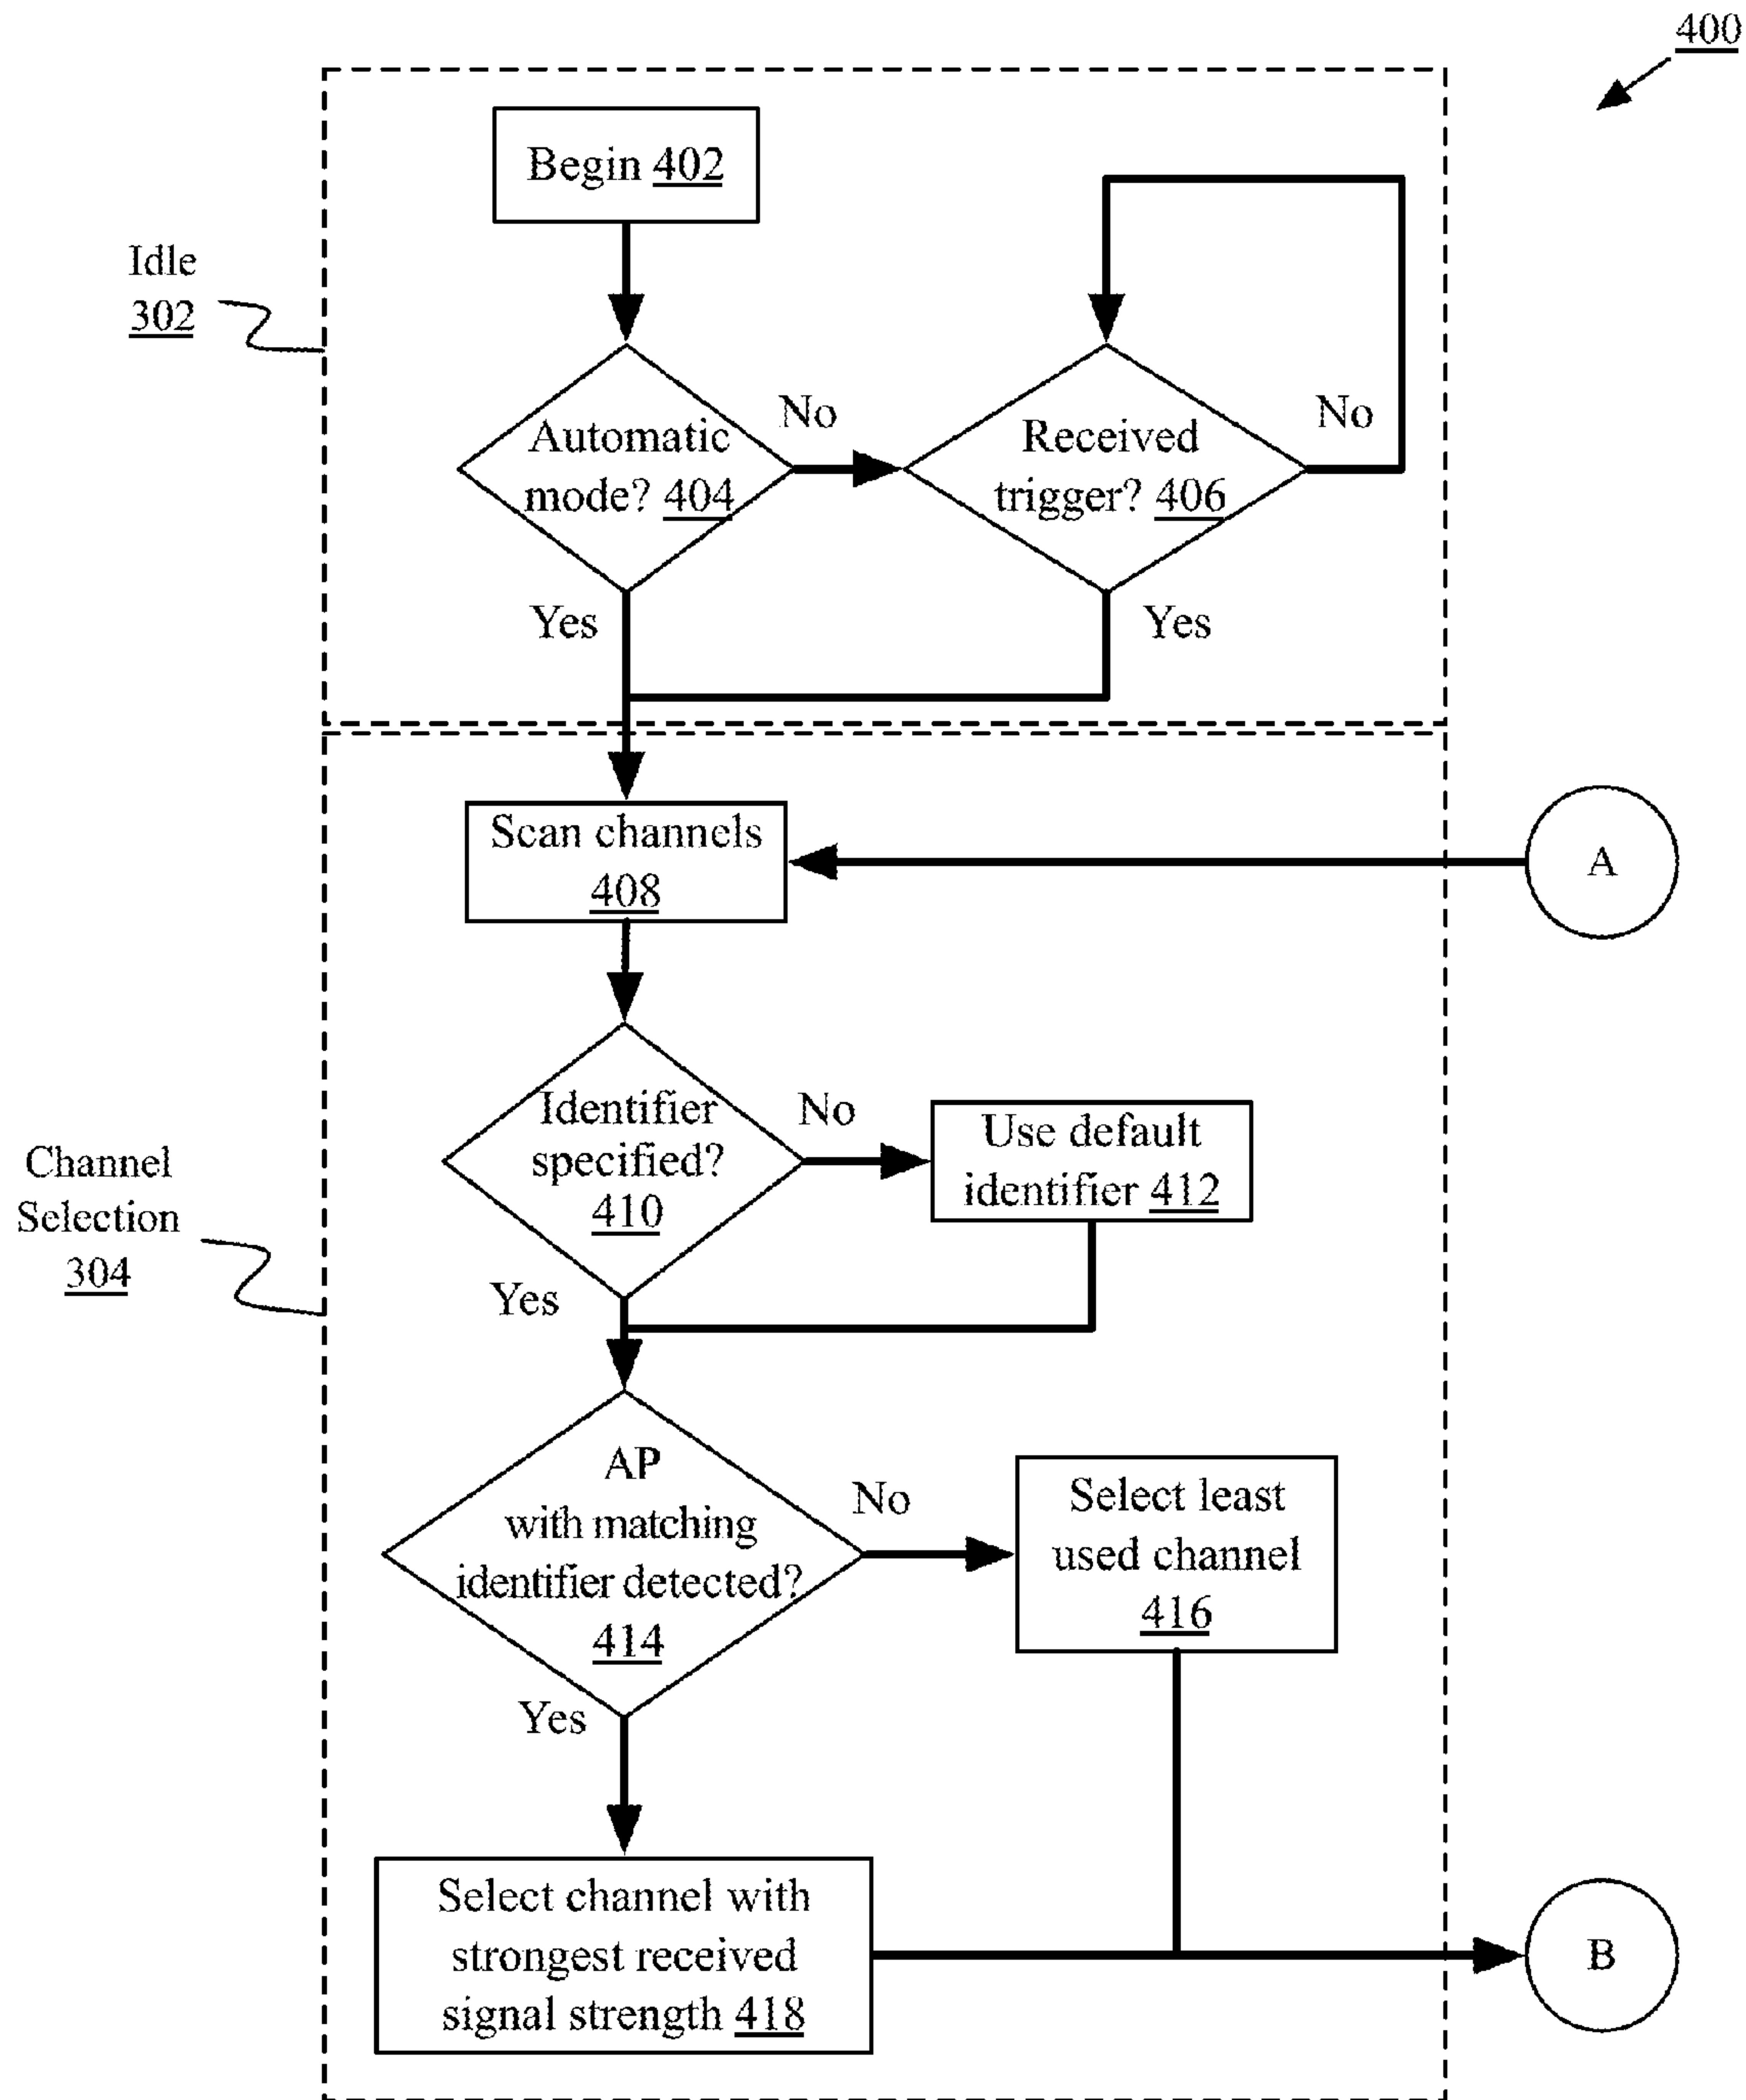 400
Begin 402
Idle
302
Automatic
mode? 404
No
Received
trigger? 406
No
Yes
Yes
Scan channels
408
A
Identifier
specified?
410
No
Use default
identifier 412
Channel
Selection
304
Yes
AP
with matching
identifier detected?
414
No
Select least
used channel
416
Yes
Select channel with
strongest received
signal strength 418
B